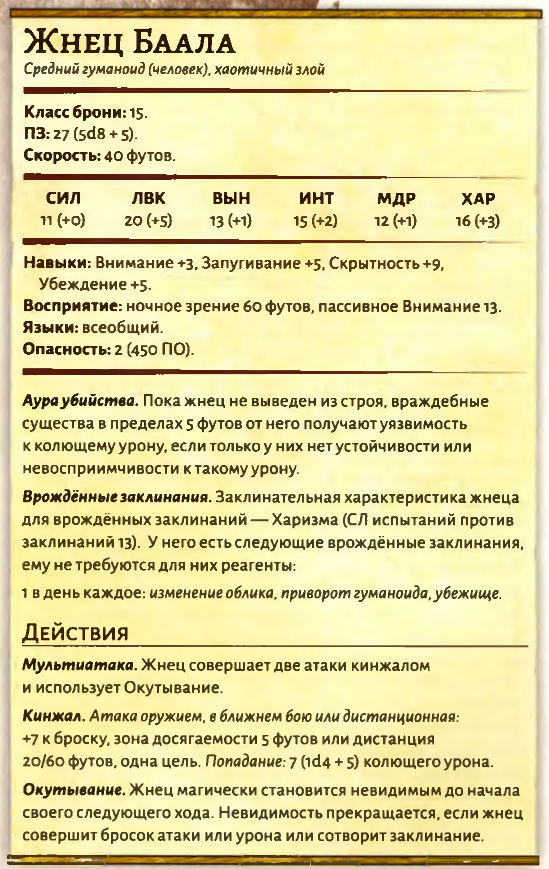 Жнец Баала
Средний гуманоид (человек), хаотичный злой
Класс брони: 15.
ПЗ: 27 (5d8 + 5).
Скорость: 40 футов.
СИЛ ЛВК ВЫН ИНТ МДР ХАР
11 (+0) 20 (+5) 13 (+1) 15 (+2) 12 (+1) 16 (+3)
Навыки: Внимание +3, Запугивание +5, Скрытность +9,
Убеждение +5.
Восприятие: ночное зрение 60 футов, пассивное Внимание 13.
Языки: всеобщий.
Опасность: 2 (450 ПО).
Аура убийства. Пока жнец не выведен из строя, враждебные
существа в пределах 5 футов от него получают уязвимость
к колющему урону, если только у них нет устойчивости или
невосприимчивости к такому урону.
Врождённые заклинания. Заклинательная характеристика жнеца
для врождённых заклинаний — Харизма (СЛ испытаний против
заклинаний 13). У него есть следующие врождённые заклинания,
ему не требуются для них реагенты:
1 в день каждое: изменение облика, приворот гуманоида, убежище.
Действия
Мультиатака. Жнец совершает две атаки кинжалом
и использует Окутывание.
Кинжал. Атака оружием, в ближнем бою или дистанционная:
+7 к броску, зона досягаемости 5 футов или дистанция
20/60 футов, одна цель. Попадание: 7 (1d4 + 5) колющего урона.
Окутывание. Жнец магически становится невидимым до начала
своего следующего хода. Невидимость прекращается, если жнец
совершит бросок атаки или урона или сотворит заклинание.